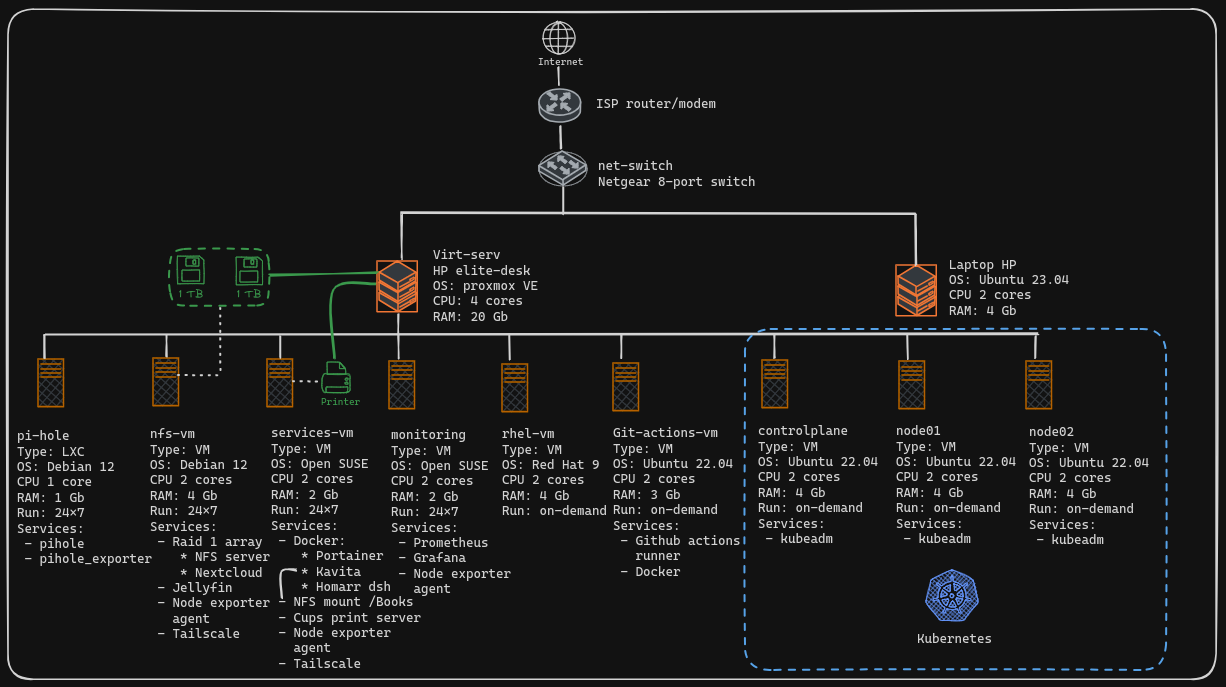 Internet
ISP router/modem
net-switch
Netgear 8-port switch
1 TB
1 TB
Virt-serv
HP elite-desk
OS: proxmox VE
CPU: 4 cores
RAM: 20 Gb
Laptop HP
OS: Ubuntu 23.04
CPU 2 cores
RAM: 4 Gb
Printer
pi-hole
Type: LXC
OS: Debian 12
CPU 1 core
RAM: 1 Gb
Run: 24×7
Services:
- pihole
- pihole_exporter
nfs-vm
Type: VM
OS: Debian 12
CPU 2 cores
RAM: 4 Gb
Run: 24×7
Services:
- Raid 1 array
* NFS server
* Nextcloud
- Jellyfin
- Node exporter
agent
- Tailscale
services-vm
Type: VM
OS: Open SUSE
CPU 2 cores
RAM: 2 Gb
Run: 24×7
Services:
- Docker:
* Portainer
* Kavita
* Homarr dsh
- NFS mount /Books
- Cups print server
- Node exporter
agent
- Tailscale
monitoring
Type: VM
OS: Open SUSE
CPU 2 cores
RAM: 2 Gb
Run: 24×7
Services:
- Prometheus
- Grafana
- Node exporter
agent
rhel-vm
Type: VM
OS: Red Hat 9
CPU 2 cores
RAM: 4 Gb
Run: on-demand
Git-actions-vm
Type: VM
OS: Ubuntu 22.04
CPU 2 cores
RAM: 3 Gb
Run: on-demand
Services:
- Github actions
runner
- Docker
controlplane
Type: VM
OS: Ubuntu 22.04
CPU 2 cores
RAM: 4 Gb
Run: on-demand
Services:
- kubeadm
node01
Type: VM
OS: Ubuntu 22.04
CPU 2 cores
RAM: 4 Gb
Run: on-demand
Services:
- kubeadm
node02
Type: VM
OS: Ubuntu 22.04
CPU 2 cores
RAM: 4 Gb
Run: on-demand
Services:
- kubeadm
Kubernetes